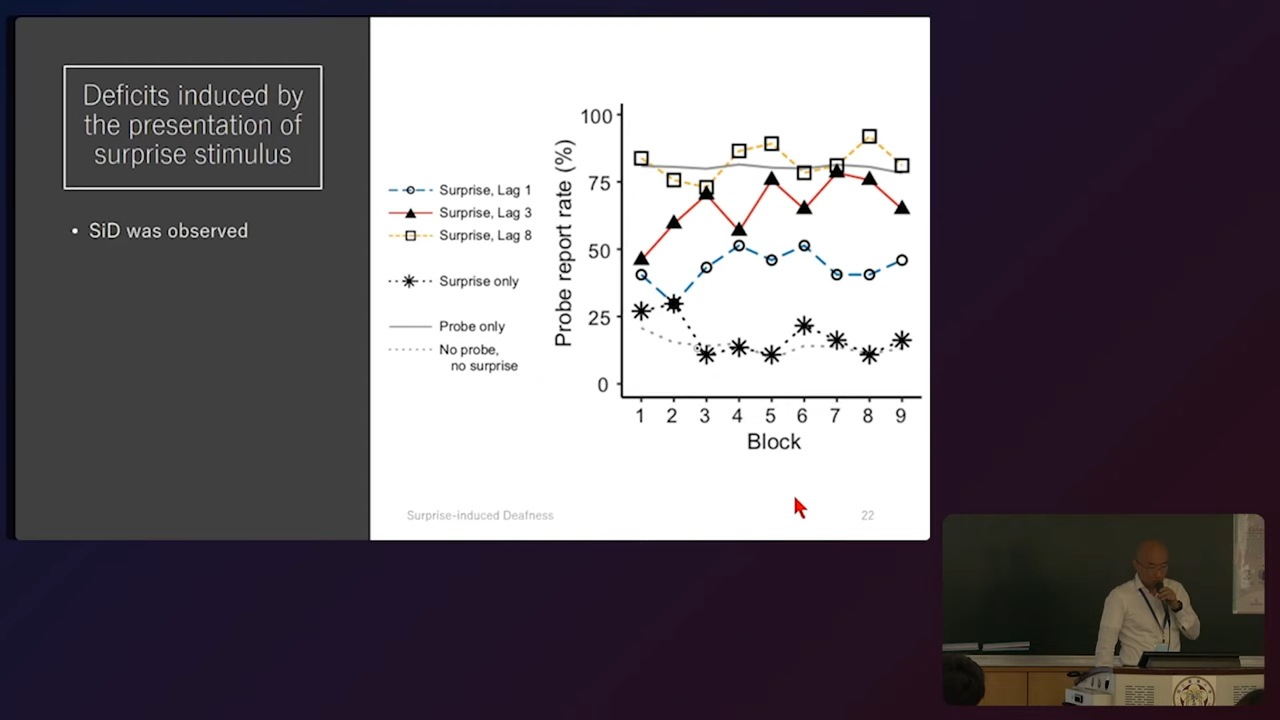 Deficits induced by
the presentation of
surprise stimulus
• SiD was observed
Surprise, Lag 1
Surprise, Lag 3
Surprise, Lag 8
Surprise only
Probe only
No probe,
no surprise
Probe report rate (%)
100
75
50
25
0
1 2 3 4 5 6 7 8 9
Block
Surprise-induced Deafness
22